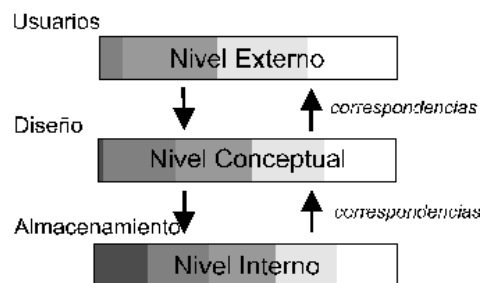 Usuarios
Nivel Externo
correspondencias
Diseño
Nivel Conceptual
correspondencias
Almacenamiento
Nivel Interno